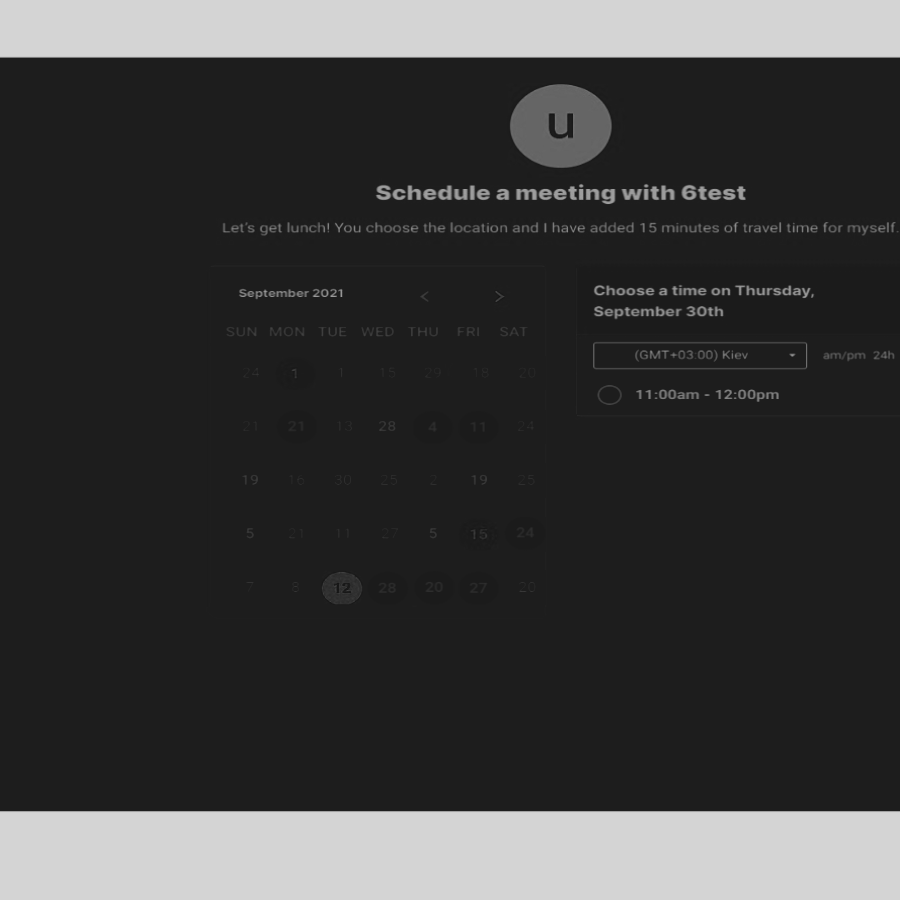 u
Schedule a meeting with 6test
Let's get lunch! You choose the location and I have added 15 minutes of travel time for myself.
September 2021
SUN MON TUE WED THU FRI SAT
24 1 1 15 29 18 20
21 21 13 28 4 11 24
19 16 30 25 2 19 25
5 21 11 27 5 15 24
7 8 12 28 20 27 20
Choose a time on Thursday,
September 30th
(GMT+03:00) Kiev
am/pm 24h
11:00am - 12:00pm